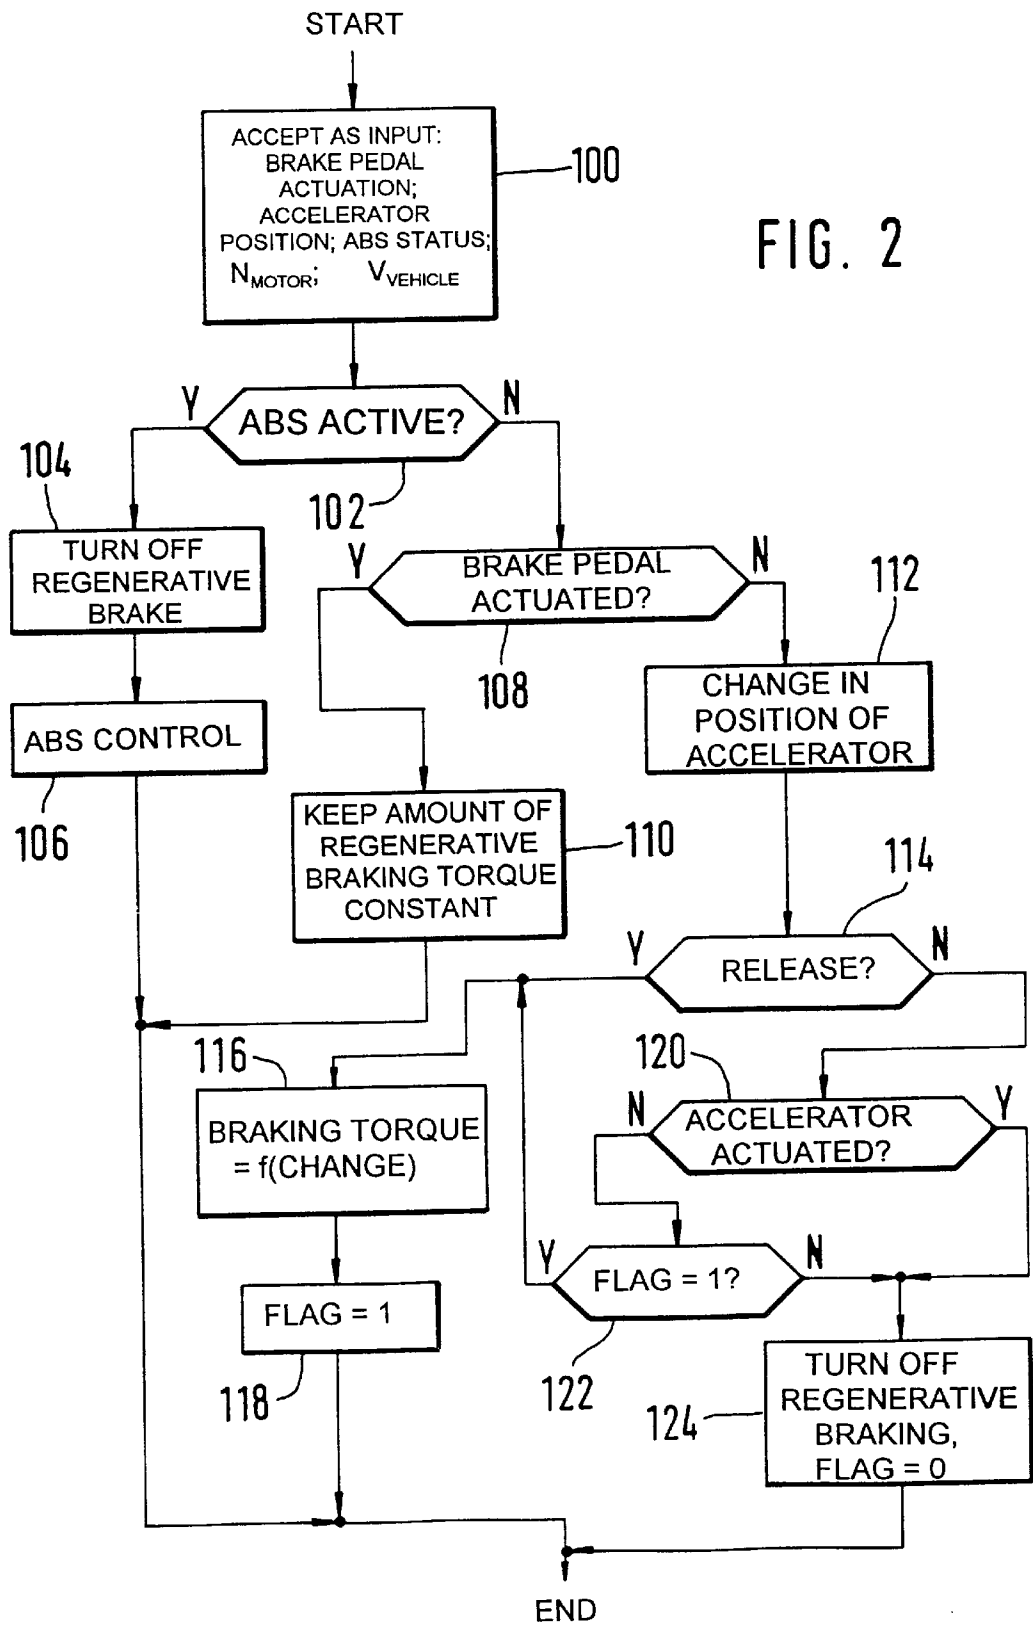 START
ACCEPT AS INPUT:
BRAKE PEDAL
ACTUATION;
ACCELERATOR
POSITION; ABS STATUS;
N_MOTOR; V_VEHICLE
100
FIG. 2
Y
ABS ACTIVE?
N
102
104
TURN OFF
REGENERATIVE
BRAKE
Y
BRAKE PEDAL
ACTUATED?
N
108
112
CHANGE IN
POSITION OF
ACCELERATOR
ABS CONTROL
106
KEEP AMOUNT OF
REGENERATIVE
BRAKING TORQUE
CONSTANT
110
114
Y
RELEASE?
N
116
BRAKING TORQUE
= f(CHANGE)
120
N
ACCELERATOR
ACTUATED?
Y
Y
FLAG = 1?
N
122
FLAG = 1
118
TURN OFF
REGENERATIVE
BRAKING,
FLAG = 0
124
END